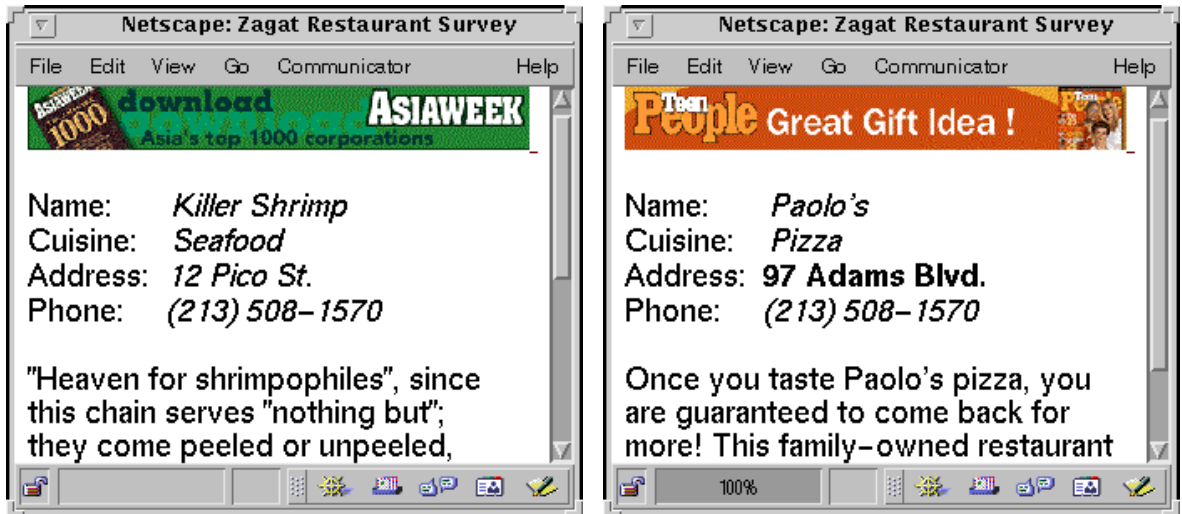 Netscape: Zagat Restaurant Survey
File Edit View Go Communicator Help
ASIAWEEK
1000
download
download
ASIAWEEK
Asia's top 1000 corporations
Name: Killer Shrimp
Cuisine: Seafood
Address: 12 Pico St.
Phone: (213) 508-1570
"Heaven for shrimpophiles", since
this chain serves "nothing but";
they come peeled or unpeeled,
Netscape: Zagat Restaurant Survey
File Edit View Go Communicator Help
Teen
People Great Gift Idea !
Name: Paolo's
Cuisine: Pizza
Address: 97 Adams Blvd.
Phone: (213) 508-1570
Once you taste Paolo's pizza, you
are guaranteed to come back for
more! This family-owned restaurant
100%